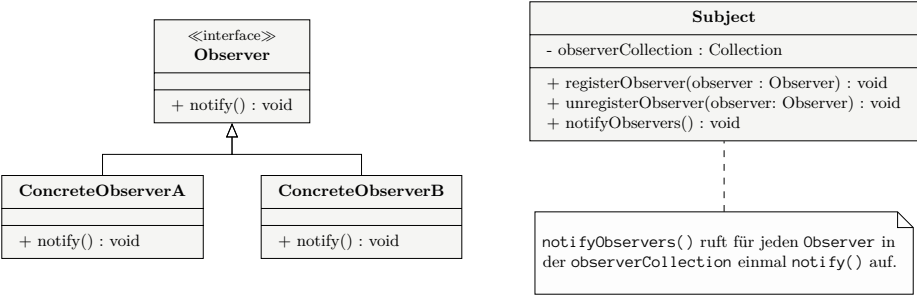 ≪interface≫
Observer
+ notify() : void
ConcreteObserverA
+ notify() : void
ConcreteObserverB
+ notify() : void
Subject
- observerCollection : Collection
+ registerObserver(observer : Observer) : void
+ unregisterObserver(observer: Observer) : void
+ notifyObservers() : void
notifyObservers() ruft für jeden Observer in
der observerCollection einmal notify() auf.